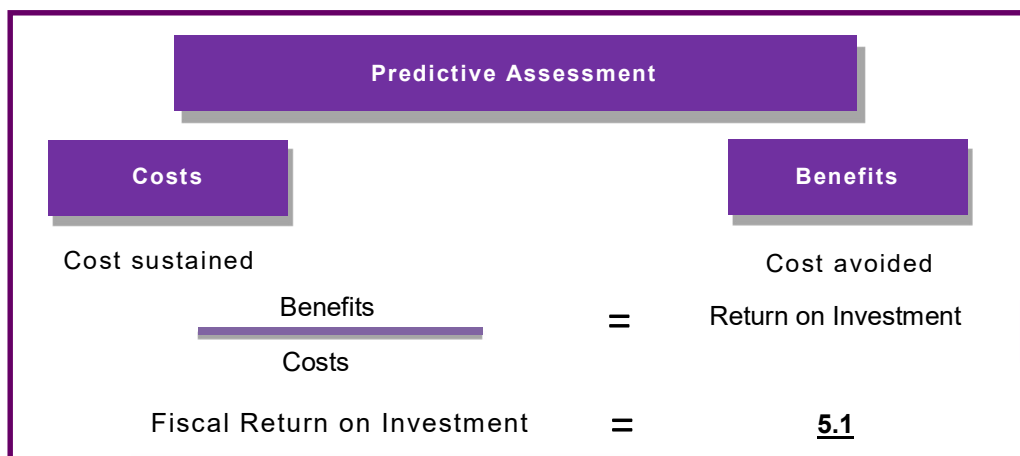 Predictive Assessment
Costs
Benefits
Cost sustained
Cost avoided
Benefits
=
Return on Investment
Costs
Fiscal Return on Investment = 5.1